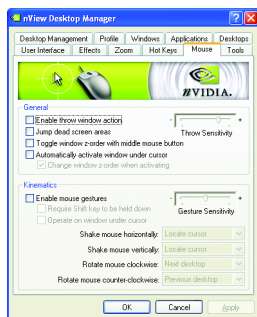 nView Desktop Manager
Desktop Management Profile Windows Applications Desktops
User Interface Effects Zoom Hot Keys Mouse Tools
NVIDIA.
General
Enable throw window action
Jump dead screen areas
Toggle window z-order with middle mouse button
Automatically activate window under cursor
Change window z-order when activating
- +
Throw Sensitivity
Kinematics
Enable mouse gestures
Require Shift key to be held down
Operate on window under cursor
- +
Gesture Sensitivity
Shake mouse horizontally: Locate cursor
Shake mouse vertically: Locate cursor
Rotate mouse clockwise: Next desktop
Rotate mouse counter-clockwise: Previous desktop
OK Cancel Apply